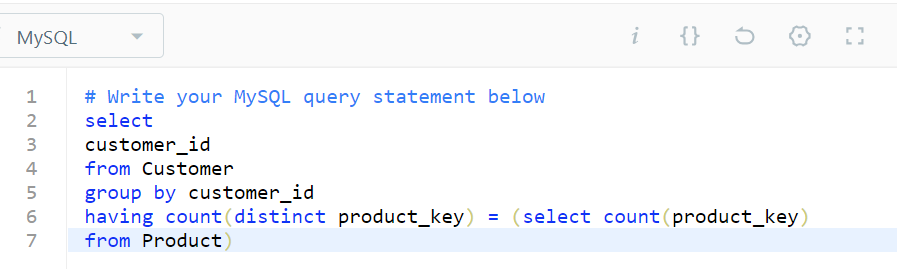 MySQL
i {}
1 # Write your MySQL query statement below
2 select
3 customer_id
4 from Customer
5 group by customer_id
6 having count(distinct product_key) = (select count(product_key)
7 from Product)